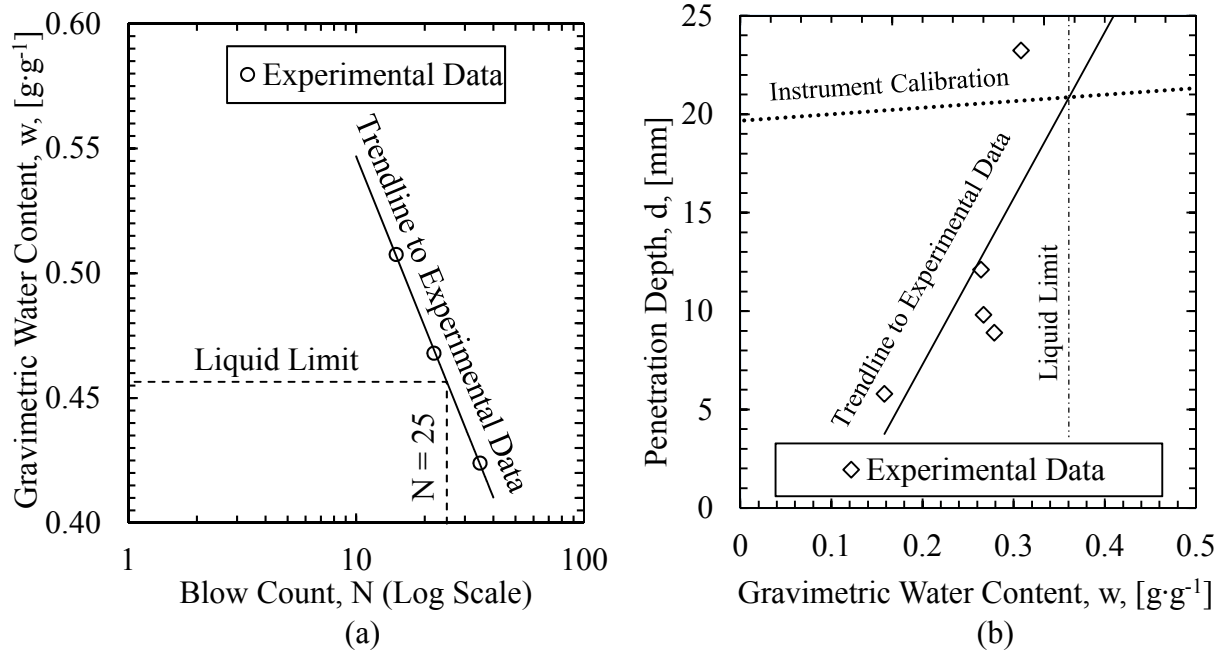 Gravimetric Water Content, w, [g·g⁻¹]
0.60
0.55
0.50
0.45
0.40
Experimental Data
Trendline to Experimental Data
Liquid Limit
N = 25
1
10
100
Blow Count, N (Log Scale)
(a)
Penetration Depth, d, [mm]
25
20
15
10
5
0
Instrument Calibration
Trendline to Experimental Data
Liquid Limit
Experimental Data
0
0.1
0.2
0.3
0.4
0.5
Gravimetric Water Content, w, [g·g⁻¹]
(b)